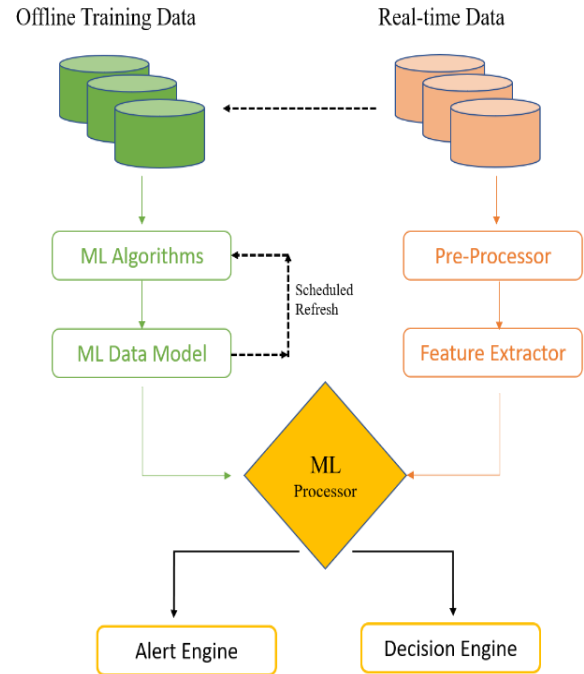 Offline Training Data
Real-time Data
ML Algorithms
Pre-Processor
Scheduled
Refresh
ML Data Model
Feature Extractor
ML
Processor
Alert Engine
Decision Engine